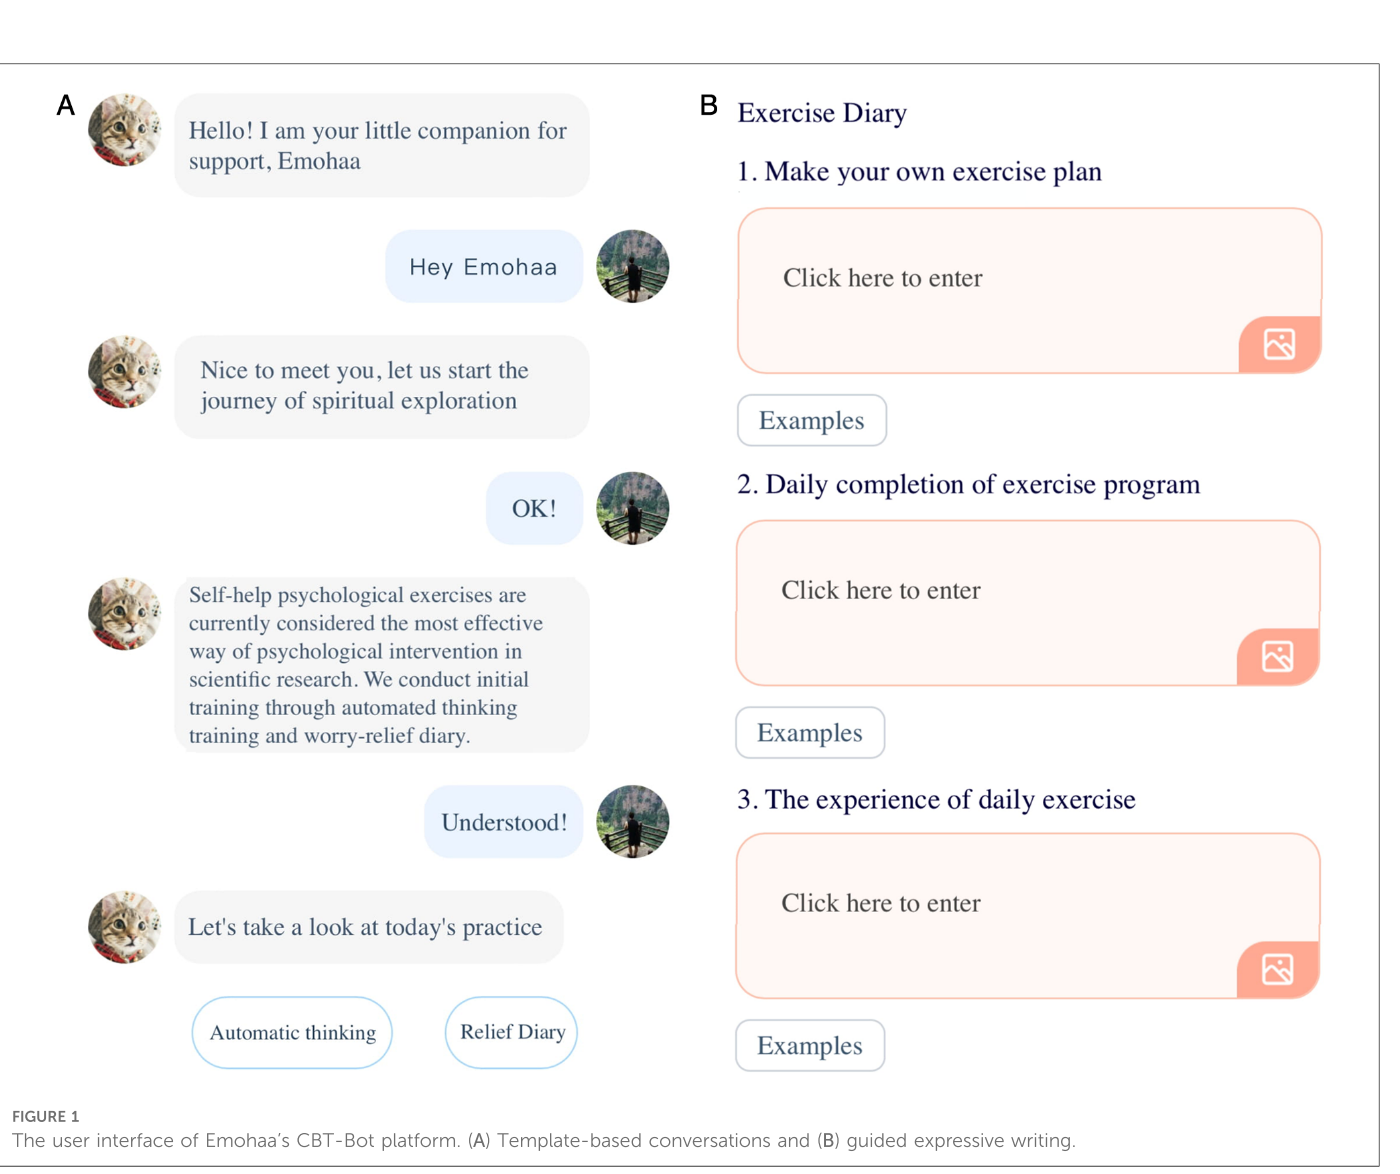 A
Hello! I am your little companion for
support, Emohaa
Hey Emohaa
Nice to meet you, let us start the
journey of spiritual exploration
OK!
Self-help psychological exercises are
currently considered the most effective
way of psychological intervention in
scientific research. We conduct initial
training through automated thinking
training and worry-relief diary.
Understood!
Let's take a look at today's practice
Automatic thinking
Relief Diary
B
Exercise Diary
1. Make your own exercise plan
Click here to enter
Examples
2. Daily completion of exercise program
Click here to enter
Examples
3. The experience of daily exercise
Click here to enter
Examples
FIGURE 1
The user interface of Emohaa's CBT-Bot platform. (A) Template-based conversations and (B) guided expressive writing.